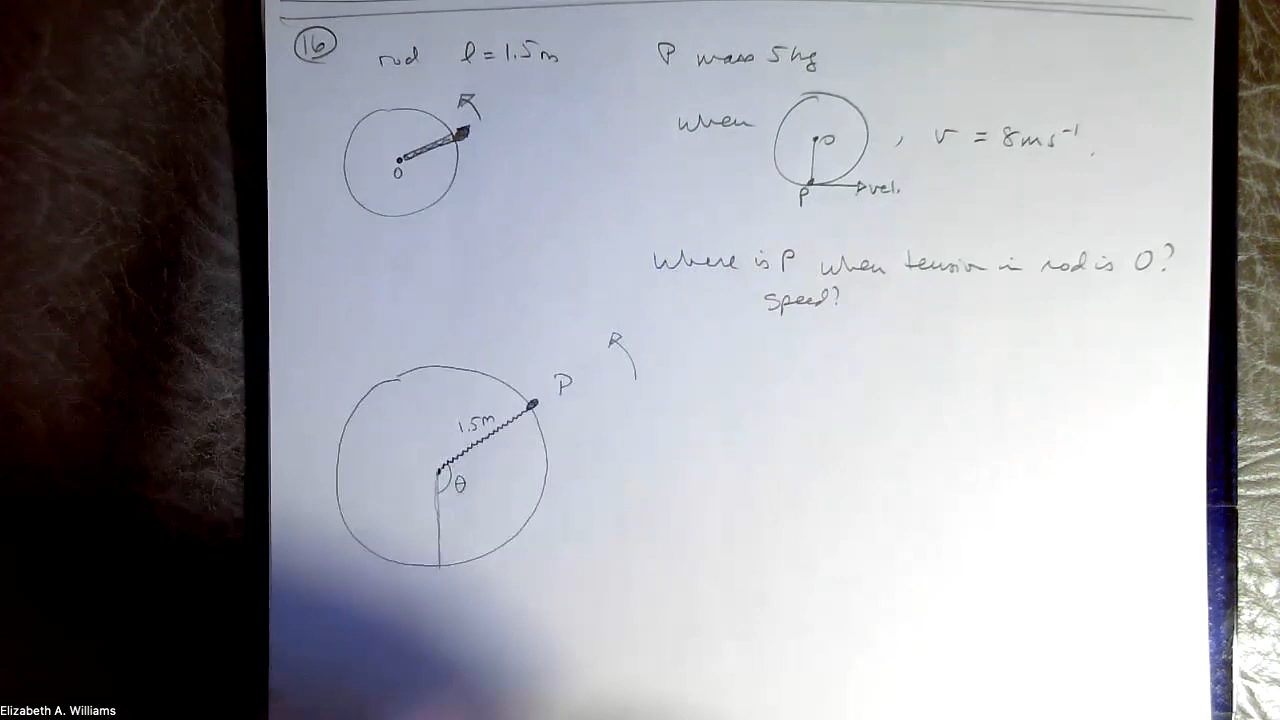 16 rod l = 1.5m P mass 5kg
O
when O P vel. , v = 8ms⁻¹.
Where is P when tension in rod is 0?
speed?
P
1.5m
θ
Elizabeth A. Williams